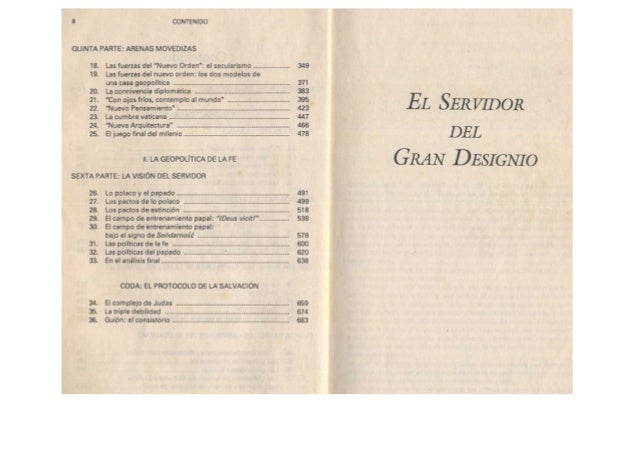 8 CONTENIDO
QUINTA PARTE: ARENAS MOVEDIZAS
18. Las fuerzas del "Nuevo Orden": el secularismo 349
19. Las fuerzas del nuevo orden: los dos modelos de
una casa geopolítica 371
20. La connivencia diplomática 383
21. "Con ojos fríos, contemplo al mundo" 395
22. "Nuevo Pensamiento" 423
23. La cumbre vaticana 447
24. "Nueva Arquitectura" 466
25. El juego final del milenio 478
II. LA GEOPOLÍTICA DE LA FE
SEXTA PARTE: LA VISIÓN DEL SERVIDOR
26. Lo polaco y el papado 491
27. Los pactos de lo polaco 499
28. Los pactos de extinción 518
29. El campo de entrenamiento papal: "¡Deus vicit!" 538
30. El campo de entrenamiento papal:
bajo el signo de Solidarność 578
31. Las políticas de la fe 600
32. Las políticas del papado 620
33. En el análisis final 638
CODA: EL PROTOCOLO DE LA SALVACIÓN
34. El complejo de Judas 659
35. La triple debilidad 674
36. Guión: el consistorio 683
EL SERVIDOR
DEL
GRAN DESIGNIO